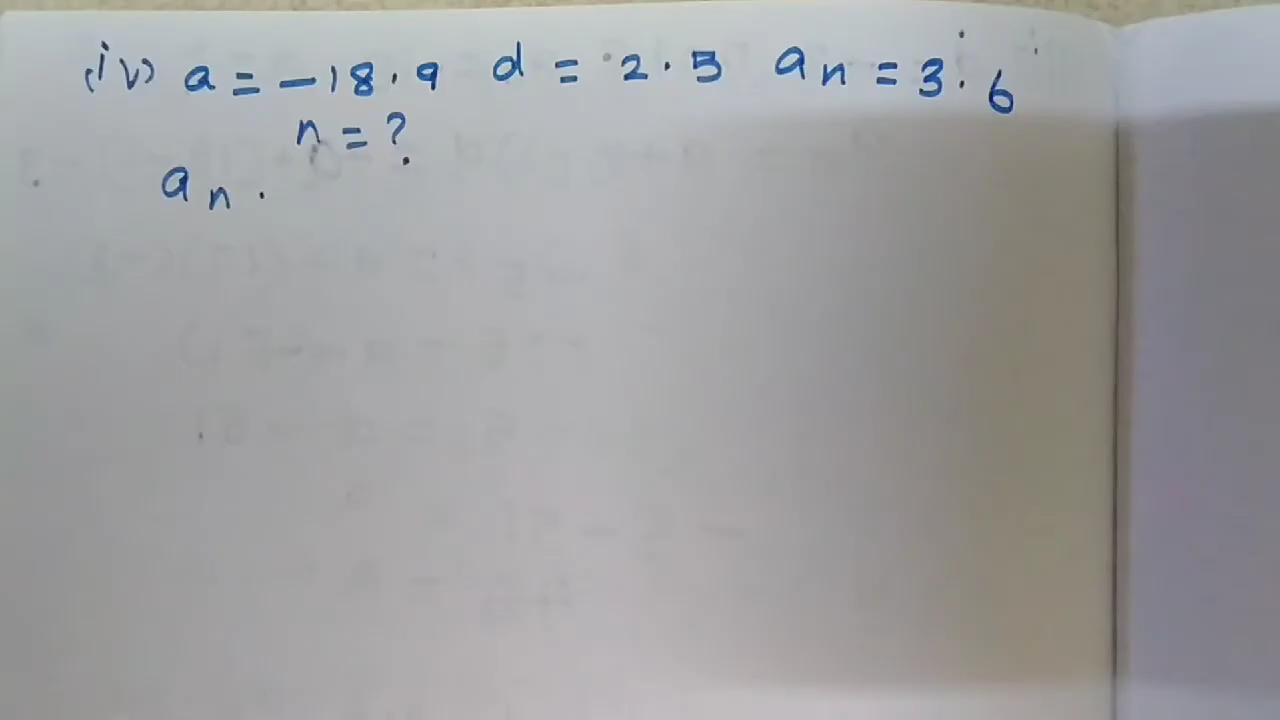 (iv) a = -18.9 d = 2.5 an = 3.6
n = ?
an .